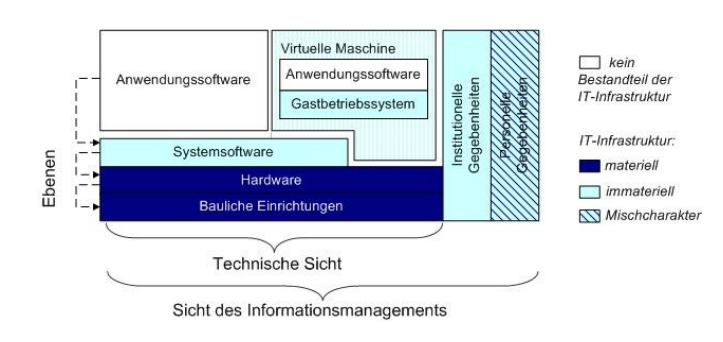 Anwendungssoftware
Virtuelle Maschine
Anwendungssoftware
Gastbetriebssystem
Systemsoftware
Hardware
Bauliche Einrichtungen
Institutionelle
Gegebenheiten
Personelle
Gegebenheiten
Ebenen
Technische Sicht
Sicht des Informationsmanagements
kein
Bestandteil der
IT-Infrastruktur
IT-Infrastruktur:
materiell
immateriell
Mischcharakter